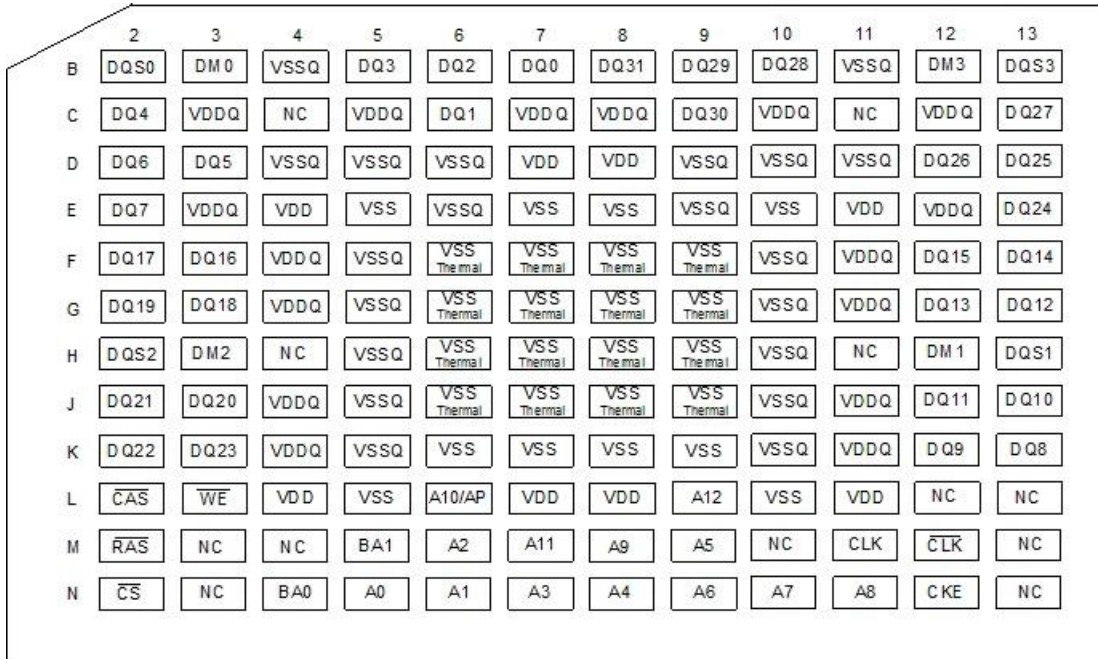 2 3 4 5 6 7 8 9 10 11 12 13
B DQS0 DM0 VSSQ DQ3 DQ2 DQ0 DQ31 DQ29 DQ28 VSSQ DM3 DQS3
C DQ4 VDDQ NC VDDQ DQ1 VDDQ VDDQ DQ30 VDDQ NC VDDQ DQ27
D DQ6 DQ5 VSSQ VSSQ VSSQ VDD VDD VSSQ VSSQ VSSQ DQ26 DQ25
E DQ7 VDDQ VDD VSS VSSQ VSS VSS VSSQ VSS VDD VDDQ DQ24
F DQ17 DQ16 VDDQ VSSQ VSS VSS VSS VSS VSSQ VDDQ DQ15 DQ14
Thermal Thermal Thermal Thermal
G DQ19 DQ18 VDDQ VSSQ VSS VSS VSS VSS VSSQ VDDQ DQ13 DQ12
Thermal Thermal Thermal Thermal
H DQS2 DM2 NC VSSQ VSS VSS VSS VSS VSSQ NC DM1 DQS1
Thermal Thermal Thermal Thermal
J DQ21 DQ20 VDDQ VSSQ VSS VSS VSS VSS VSSQ VDDQ DQ11 DQ10
Thermal Thermal Thermal Thermal
K DQ22 DQ23 VDDQ VSSQ VSS VSS VSS VSS VSSQ VDDQ DQ9 DQ8
L C̅A̅S̅ W̅E̅ VDD VSS A10/AP VDD VDD A12 VSS VDD NC NC
M R̅A̅S̅ NC NC BA1 A2 A11 A9 A5 NC CLK C̅L̅K̅ NC
N C̅S̅ NC BA0 A0 A1 A3 A4 A6 A7 A8 CKE NC